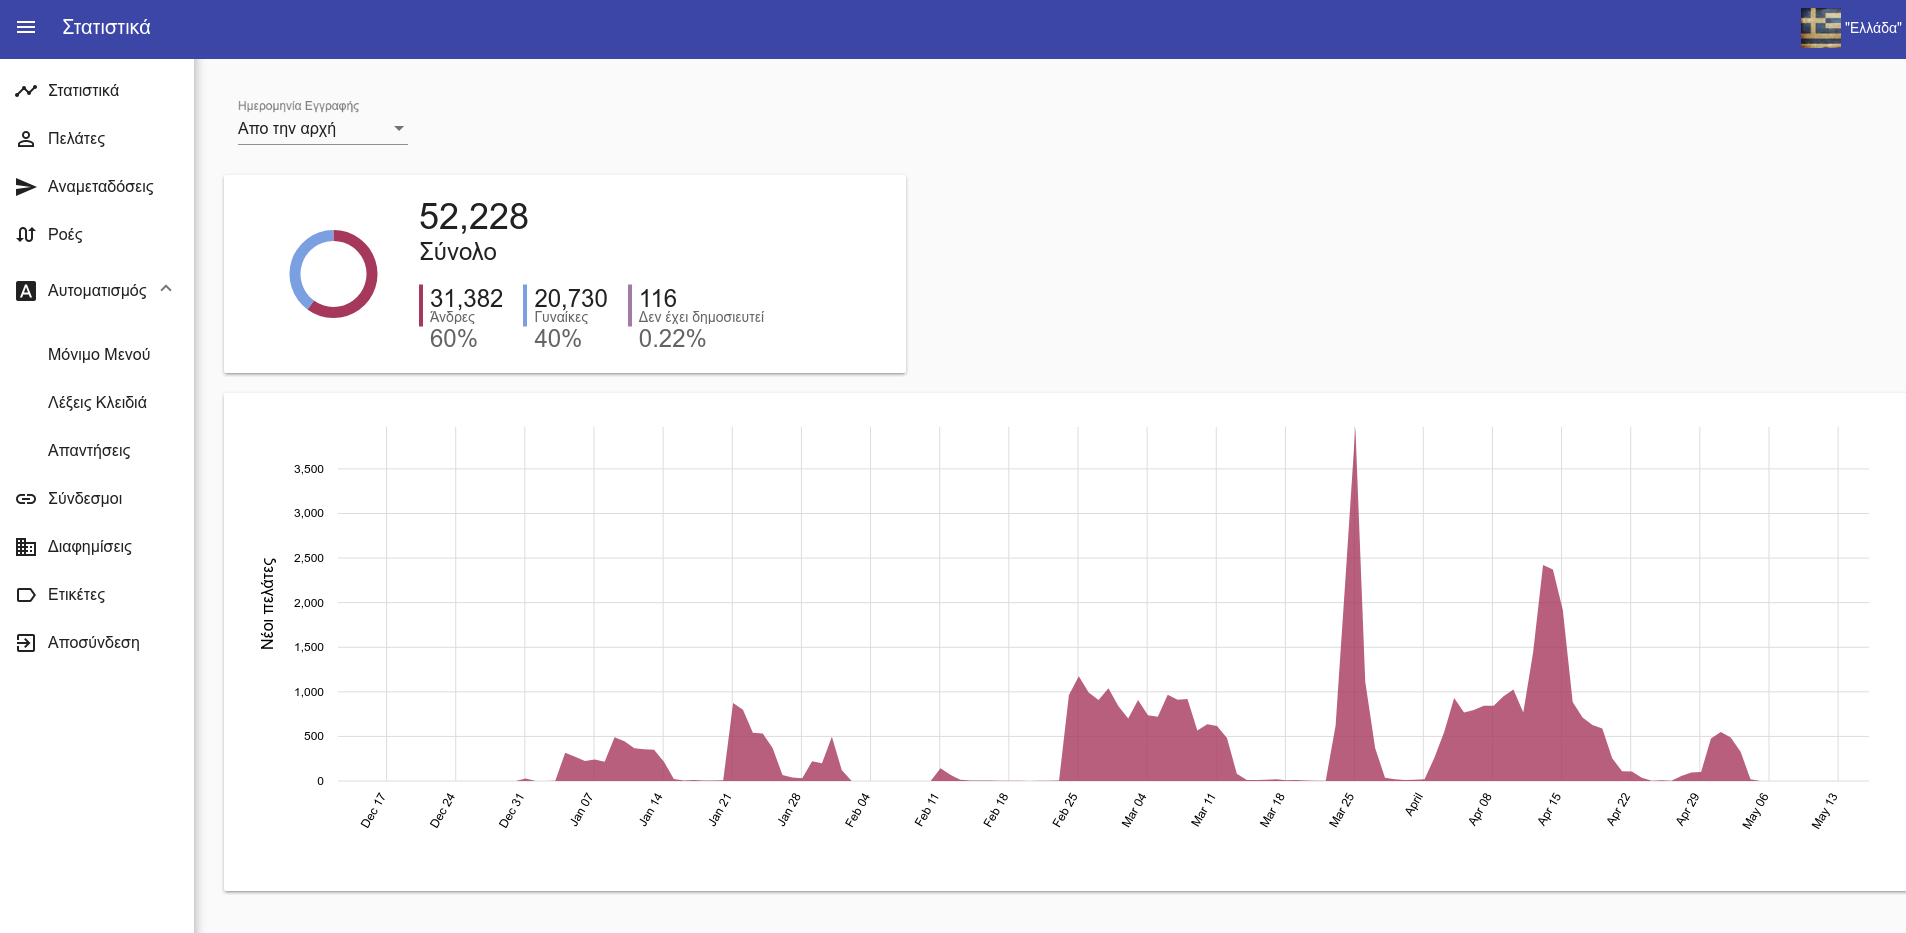 Στατιστικά
"Ελλάδα"
Στατιστικά
Πελάτες
Αναμεταδόσεις
Ροές
Αυτοματισμός
Μόνιμο Μενού
Λέξεις Κλειδιά
Απαντήσεις
Σύνδεσμοι
Διαφημίσεις
Ετικέτες
Αποσύνδεση
Ημερομηνία Εγγραφής
Απο την αρχή
52,228
Σύνολο
31,382
Άνδρες
60%
20,730
Γυναίκες
40%
116
Δεν έχει δημοσιευτεί
0.22%
Νέοι πελάτες
3,500
3,000
2,500
2,000
1,500
1,000
500
0
Dec 17
Dec 24
Dec 31
Jan 07
Jan 14
Jan 21
Jan 28
Feb 04
Feb 11
Feb 18
Feb 25
Mar 04
Mar 11
Mar 18
Mar 25
April
Apr 08
Apr 15
Apr 22
Apr 29
May 06
May 13